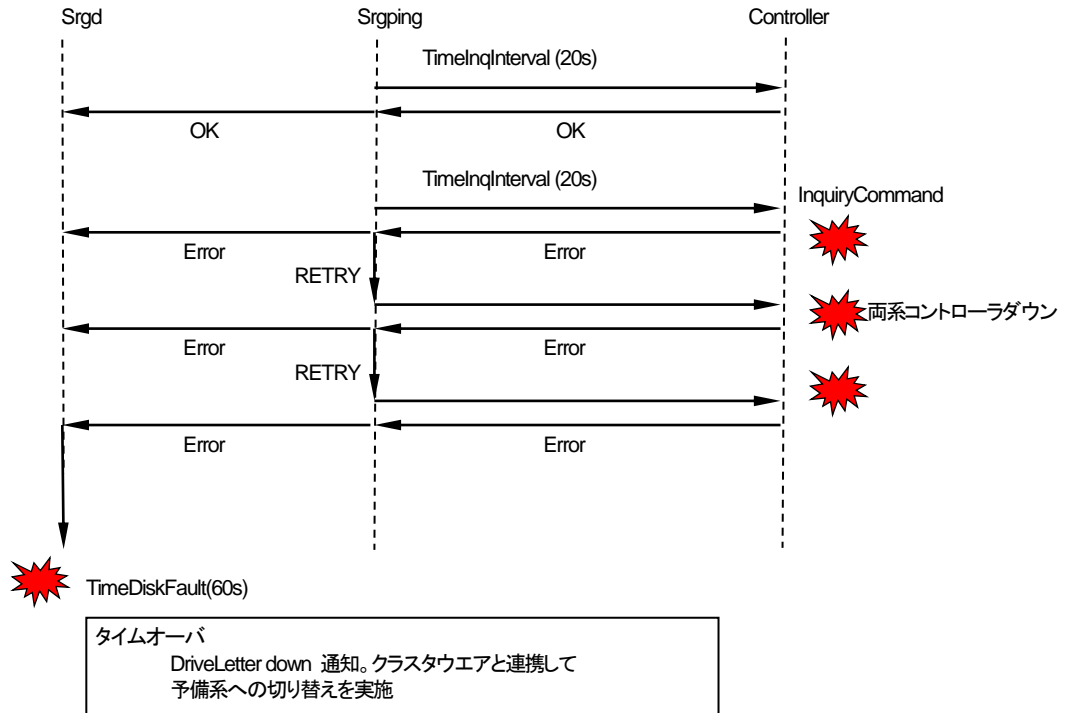 Srgd
Srgping
Controller
TimeInqInterval (20s)
OK
OK
TimeInqInterval (20s)
InquiryCommand
Error
Error
RETRY
両系コントローラダウン
Error
Error
RETRY
Error
Error
TimeDiskFault(60s)
タイムオーバ
DriveLetter down 通知。クラスタウエアと連携して
予備系への切り替えを実施